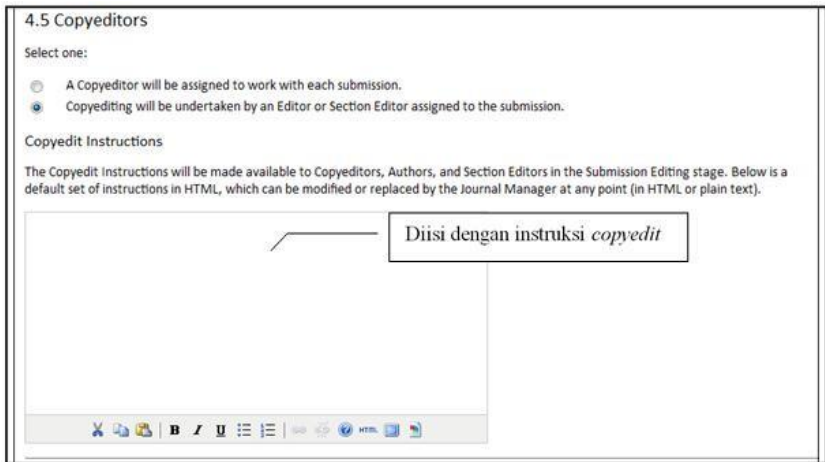 4.5 Copyeditors
Select one:
A Copyeditor will be assigned to work with each submission.
Copyediting will be undertaken by an Editor or Section Editor assigned to the submission.
Copyedit Instructions
The Copyedit Instructions will be made available to Copyeditors, Authors, and Section Editors in the Submission Editing stage. Below is a
default set of instructions in HTML, which can be modified or replaced by the Journal Manager at any point (in HTML or plain text).
Diisi dengan instruksi copyedit
B I U HTML